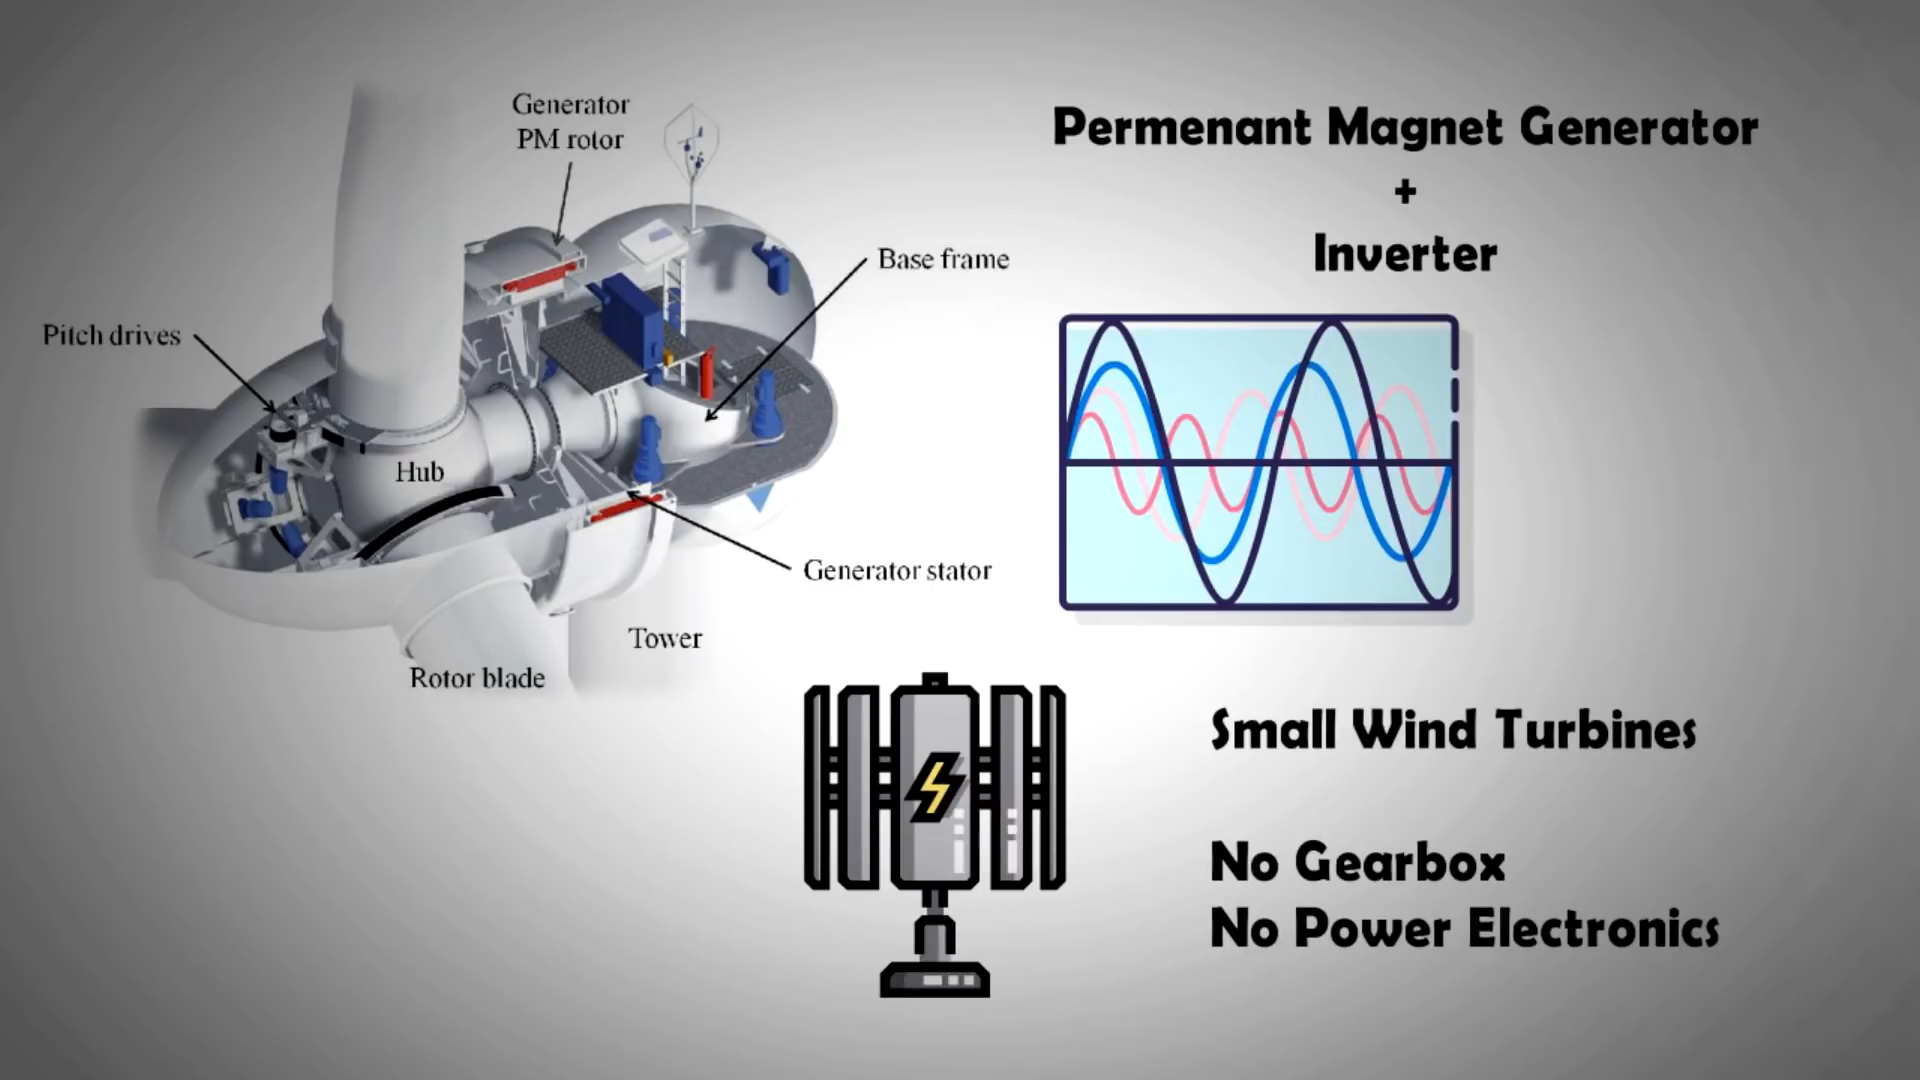 Generator
PM rotor
Base frame
Pitch drives
Hub
Generator stator
Tower
Rotor blade
Permenant Magnet Generator
+
Inverter
Small Wind Turbines
No Gearbox
No Power Electronics